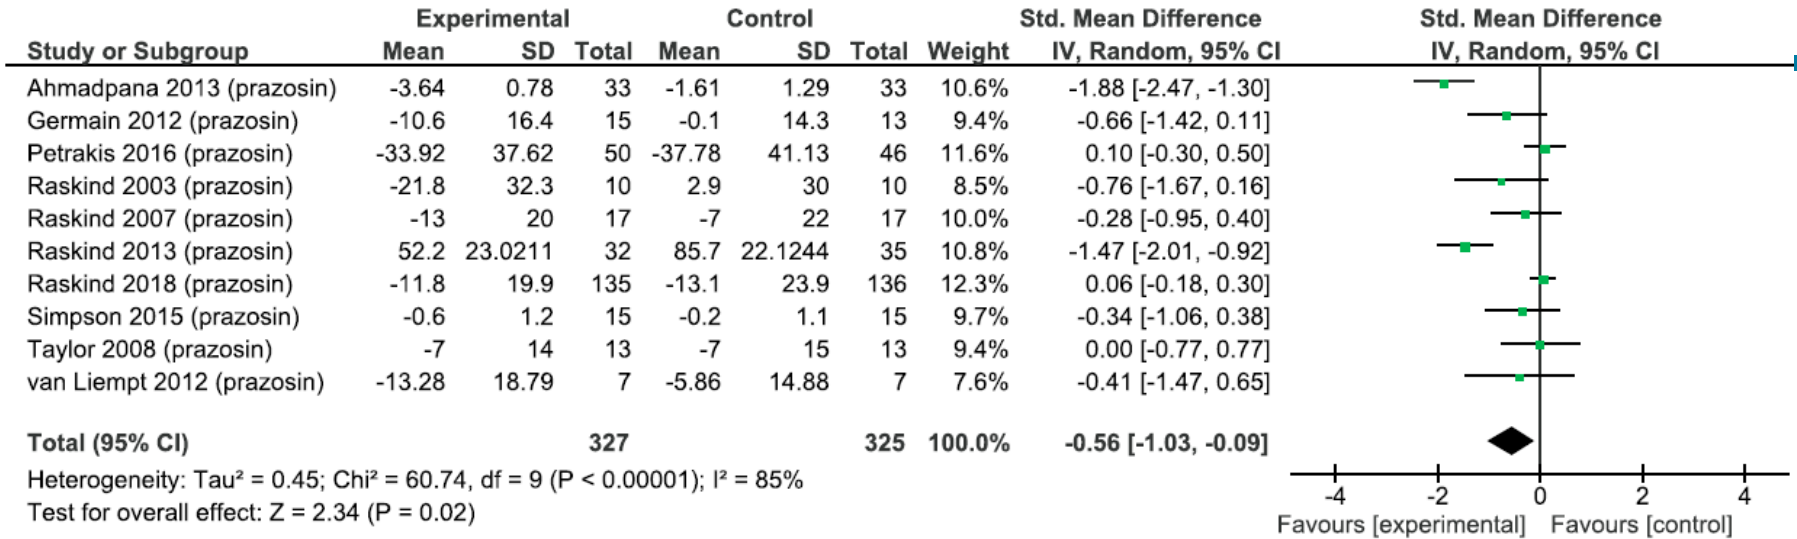 Experimental Control Std. Mean Difference Std. Mean Difference
Study or Subgroup Mean SD Total Mean SD Total Weight IV, Random, 95% CI IV, Random, 95% CI
Ahmadpana 2013 (prazosin) -3.64 0.78 33 -1.61 1.29 33 10.6% -1.88 [-2.47, -1.30]
Germain 2012 (prazosin) -10.6 16.4 15 -0.1 14.3 13 9.4% -0.66 [-1.42, 0.11]
Petrakis 2016 (prazosin) -33.92 37.62 50 -37.78 41.13 46 11.6% 0.10 [-0.30, 0.50]
Raskind 2003 (prazosin) -21.8 32.3 10 2.9 30 10 8.5% -0.76 [-1.67, 0.16]
Raskind 2007 (prazosin) -13 20 17 -7 22 17 10.0% -0.28 [-0.95, 0.40]
Raskind 2013 (prazosin) 52.2 23.0211 32 85.7 22.1244 35 10.8% -1.47 [-2.01, -0.92]
Raskind 2018 (prazosin) -11.8 19.9 135 -13.1 23.9 136 12.3% 0.06 [-0.18, 0.30]
Simpson 2015 (prazosin) -0.6 1.2 15 -0.2 1.1 15 9.7% -0.34 [-1.06, 0.38]
Taylor 2008 (prazosin) -7 14 13 -7 15 13 9.4% 0.00 [-0.77, 0.77]
van Liempt 2012 (prazosin) -13.28 18.79 7 -5.86 14.88 7 7.6% -0.41 [-1.47, 0.65]
Total (95% CI) 327 325 100.0% -0.56 [-1.03, -0.09]
Heterogeneity: Tau² = 0.45; Chi² = 60.74, df = 9 (P < 0.00001); I² = 85%
Test for overall effect: Z = 2.34 (P = 0.02)
-4 -2 0 2 4
Favours [experimental] Favours [control]